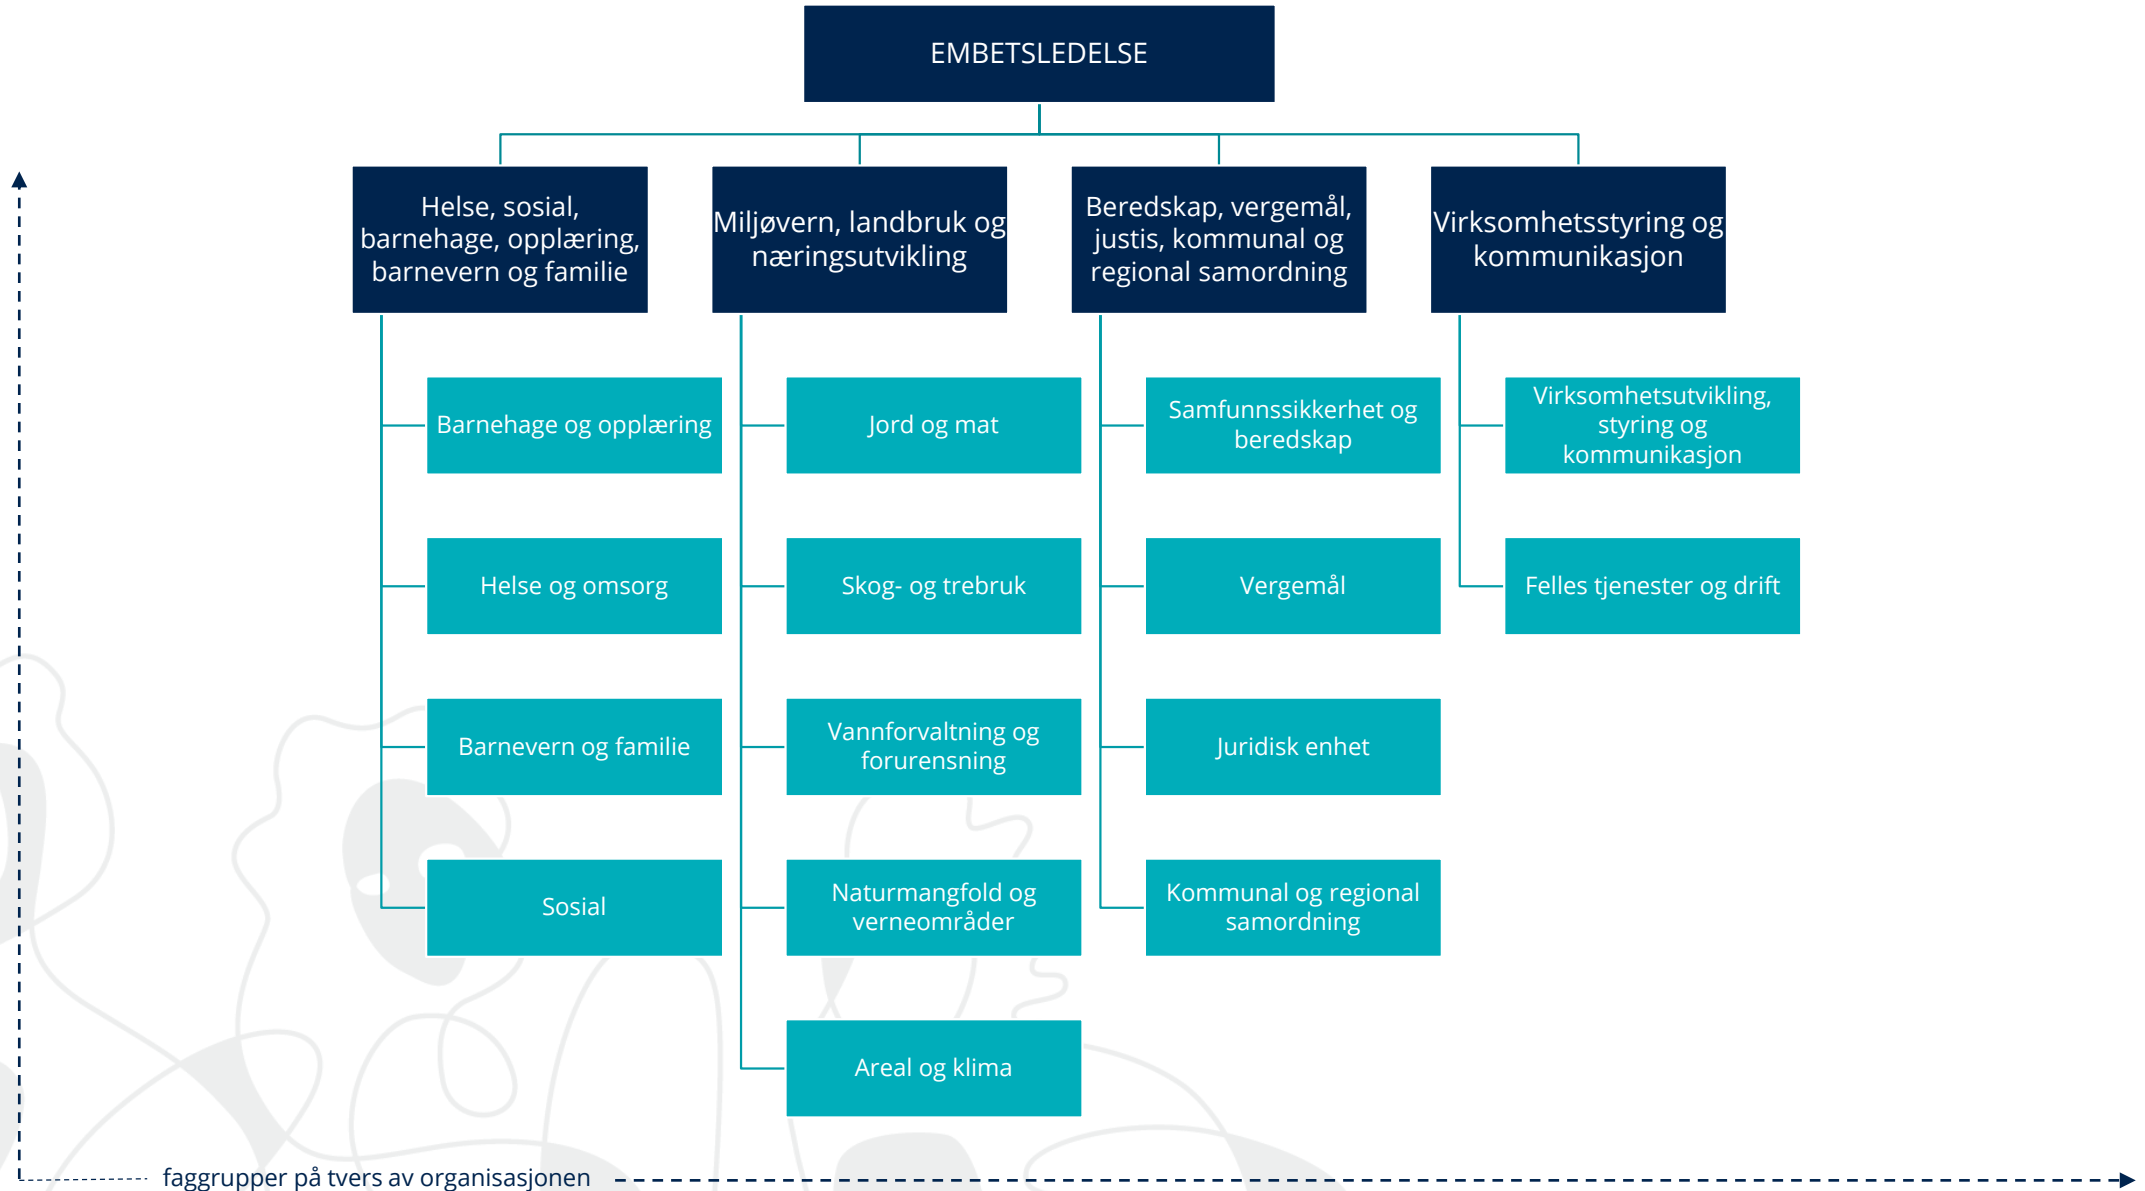 EMBETSLEDELSE
Helse, sosial,
barnehage, opplæring,
barnevern og familie
Miljøvern, landbruk og
næringsutvikling
Beredskap, vergemål,
justis, kommunal og
regional samordning
Virksomhetsstyring og
kommunikasjon
Barnehage og opplæring
Helse og omsorg
Barnevern og familie
Sosial
Jord og mat
Skog- og trebruk
Vannforvaltning og
forurensning
Naturmangfold og
verneområder
Areal og klima
Samfunnssikkerhet og
beredskap
Vergemål
Juridisk enhet
Kommunal og regional
samordning
Virksomhetsutvikling,
styring og
kommunikasjon
Felles tjenester og drift
faggrupper på tvers av organisasjonen